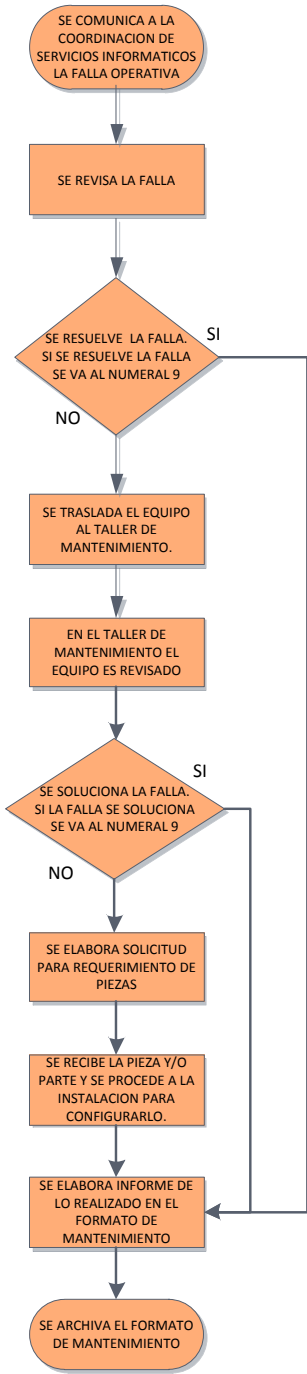 SE COMUNICA A LA
COORDINACION DE
SERVICIOS INFORMATICOS
LA FALLA OPERATIVA
SE REVISA LA FALLA
SE RESUELVE LA FALLA.
SI SE RESUELVE LA FALLA
SE VA AL NUMERAL 9
SI
NO
SE TRASLADA EL EQUIPO
AL TALLER DE
MANTENIMIENTO.
EN EL TALLER DE
MANTENIMIENTO EL
EQUIPO ES REVISADO
SE SOLUCIONA LA FALLA.
SI LA FALLA SE SOLUCIONA
SE VA AL NUMERAL 9
SI
NO
SE ELABORA SOLICITUD
PARA REQUERIMIENTO DE
PIEZAS
SE RECIBE LA PIEZA Y/O
PARTE Y SE PROCEDE A LA
INSTALACION PARA
CONFIGURARLO.
SE ELABORA INFORME DE
LO REALIZADO EN EL
FORMATO DE
MANTENIMIENTO
SE ARCHIVA EL FORMATO
DE MANTENIMIENTO